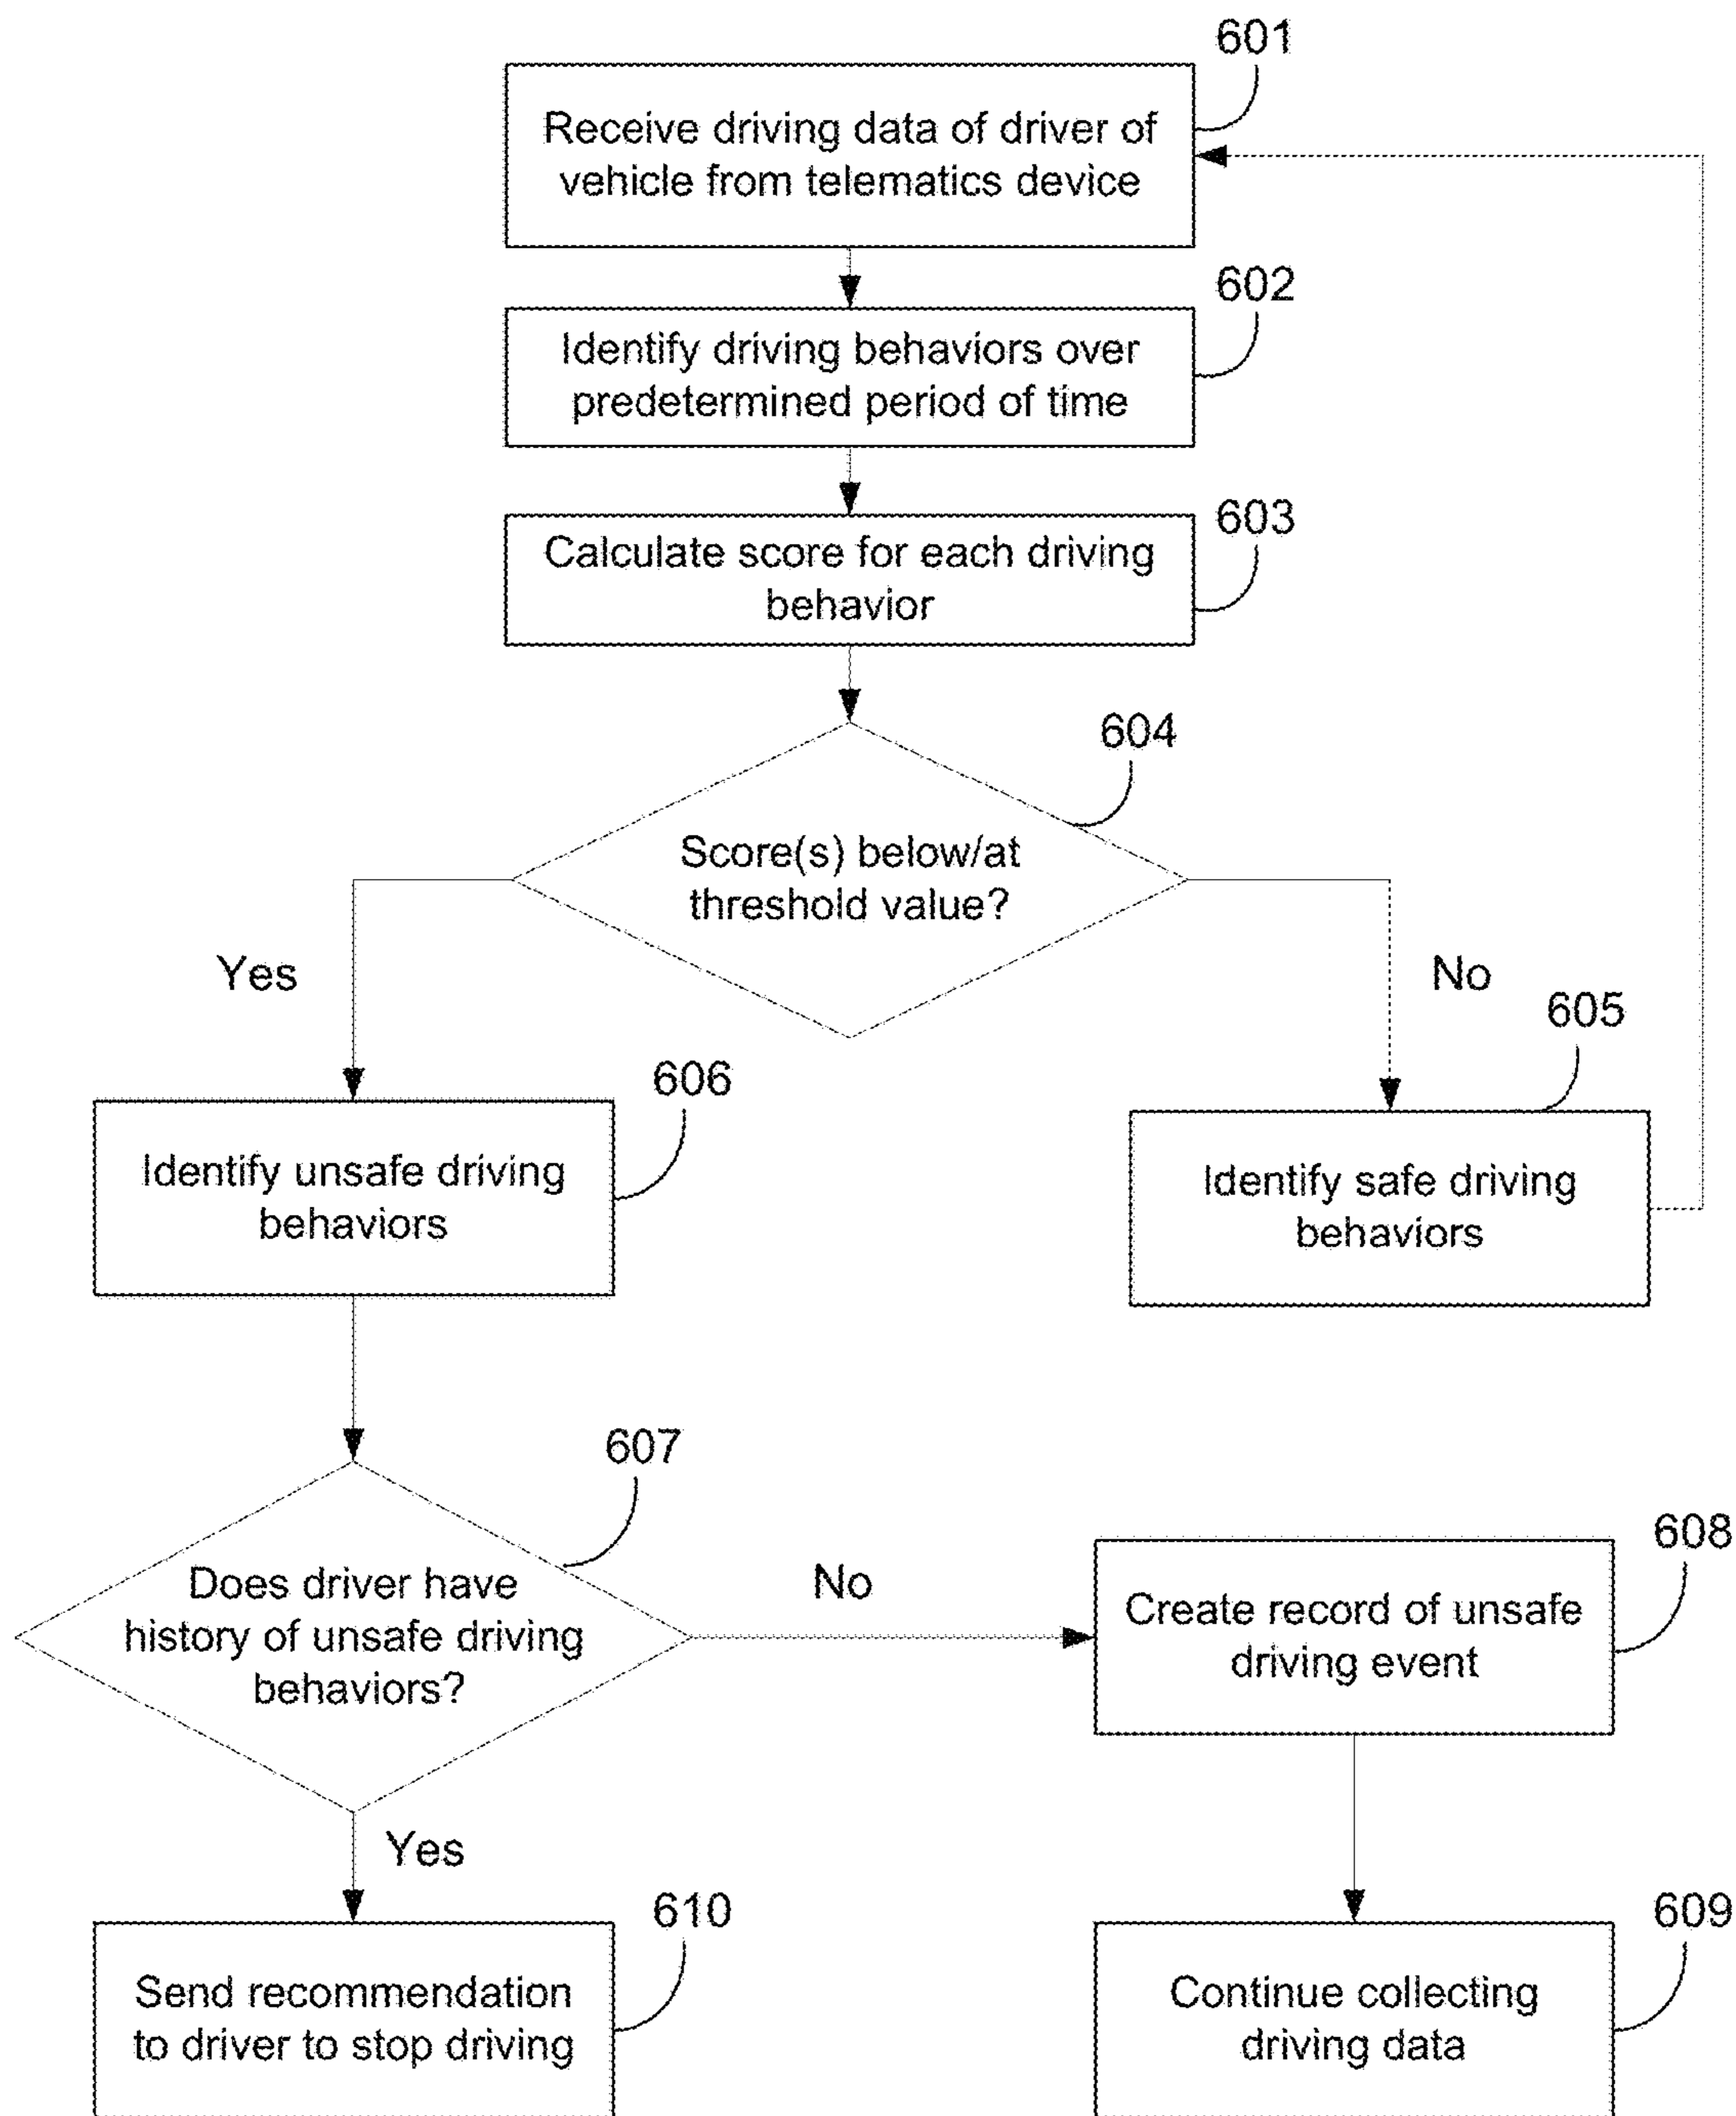 601
Receive driving data of driver of
vehicle from telematics device
602
Identify driving behaviors over
predetermined period of time
603
Calculate score for each driving
behavior
604
Score(s) below/at
threshold value?
Yes
No
605
606
Identify unsafe driving
behaviors
Identify safe driving
behaviors
607
Does driver have
history of unsafe driving
behaviors?
No
608
Create record of unsafe
driving event
Yes
610
Send recommendation
to driver to stop driving
609
Continue collecting
driving data